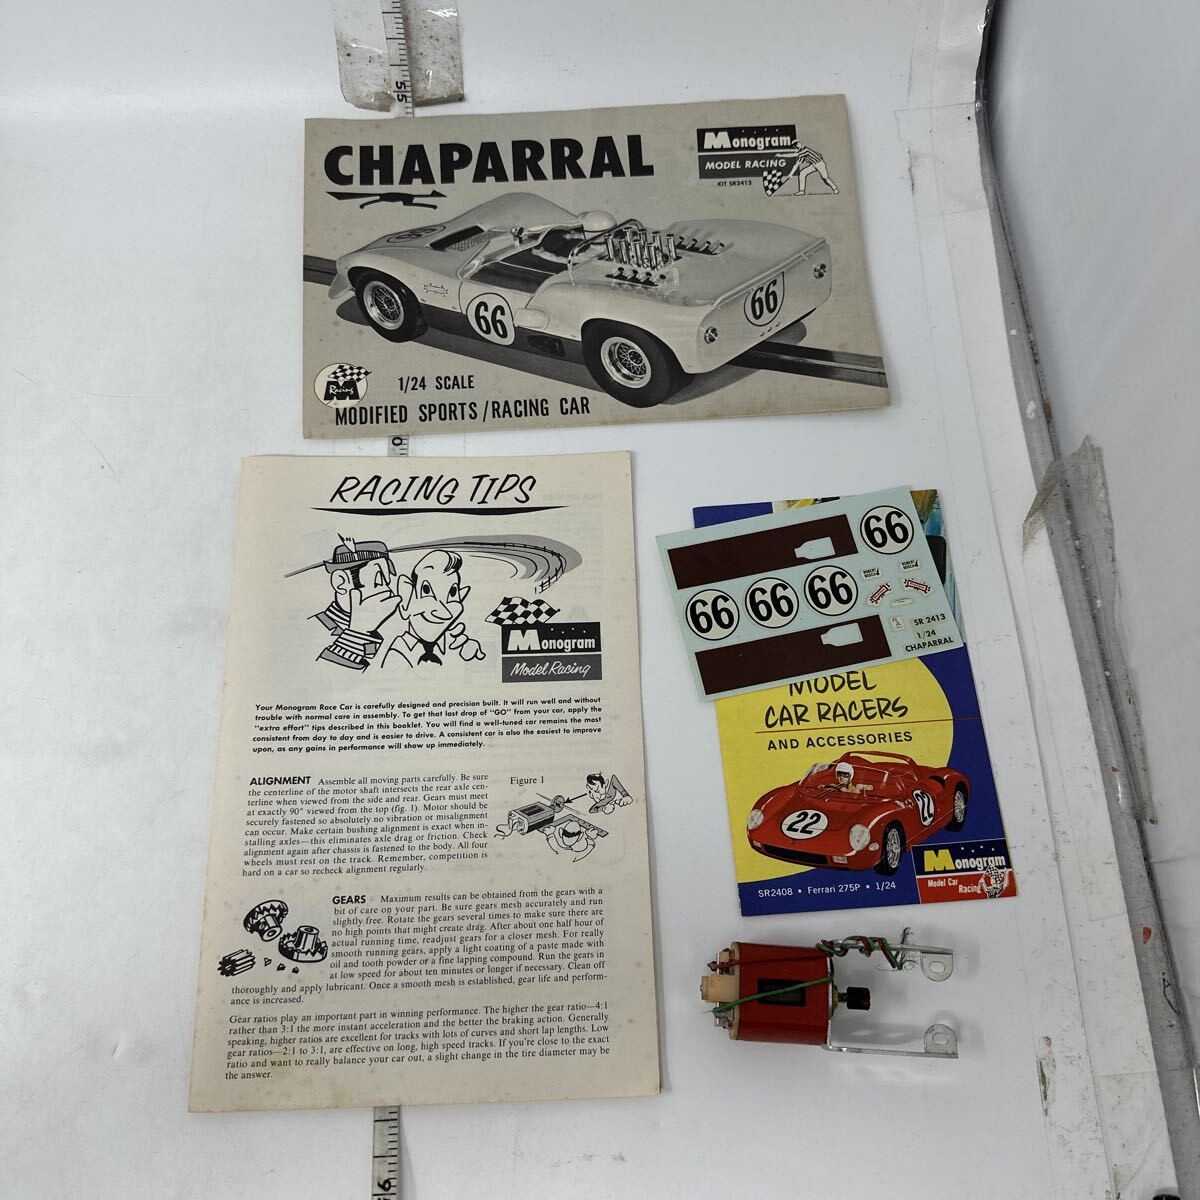 CHAPARRAL
Monogram
MODEL RACING
KIT SR2413
66
66
66
Racing
1/24 SCALE
MODIFIED SPORTS/RACING CAR
RACING TIPS
Monogram
Model Racing
Your Monogram Race Car is carefully designed and precision built. It will run well and without
trouble with normal care in assembly. To get that last drop of "GO" from your car, apply the
"extra effort" tips described in this booklet. You will find a well-tuned car remains the most
consistent from day to day and is easier to drive. A consistent car is also the easiest to improve
upon, as any gains in performance will show up immediately.
ALIGNMENT Assemble all moving parts carefully. Be sure
the centerline of the motor shaft intersects the rear axle cen-
terline when viewed from the side and rear. Gears must meet
at exactly 90° viewed from the top (fig. 1). Motor should be
securely fastened so absolutely no vibration or misalignment
can occur. Make certain bushing alignment is exact when in-
stalling axles—this eliminates axle drag or friction. Check
alignment again after chassis is fastened to the body. All four
wheels must rest on the track. Remember, competition is
hard on a car so recheck alignment regularly.
Figure 1
GEARS Maximum results can be obtained from the gears with a
bit of care on your part. Be sure gears mesh accurately and run
slightly free. Rotate the gears several times to make sure there are
no high points that might create drag. After about one half hour of
actual running time, readjust gears for a closer mesh. For really
smooth running gears, apply a light coating of a paste made with
oil and tooth powder or a fine lapping compound. Run the gears in
at low speed for about ten minutes or longer if necessary. Clean off
thoroughly and apply lubricant. Once a smooth mesh is established, gear life and perform-
ance is increased.
Gear ratios play an important part in winning performance. The higher the gear ratio—4:1
rather than 3:1 the more instant acceleration and the better the braking action. Generally
speaking, higher ratios are excellent for tracks with lots of curves and short lap lengths. Low
gear ratios—2:1 to 3:1, are effective on long, high speed tracks. If you're close to the exact
ratio and want to really balance your car out, a slight change in the tire diameter may be
the answer.
66
66 66 66
ROBERT BOSCH
ROBERT BOSCH
SR 2413
1/24
CHAPARRAL
MODEL
CAR RACERS
AND ACCESSORIES
22
22
SR2408 • Ferrari 275P • 1/24
Monogram
Model Car
Racing
55
6
6